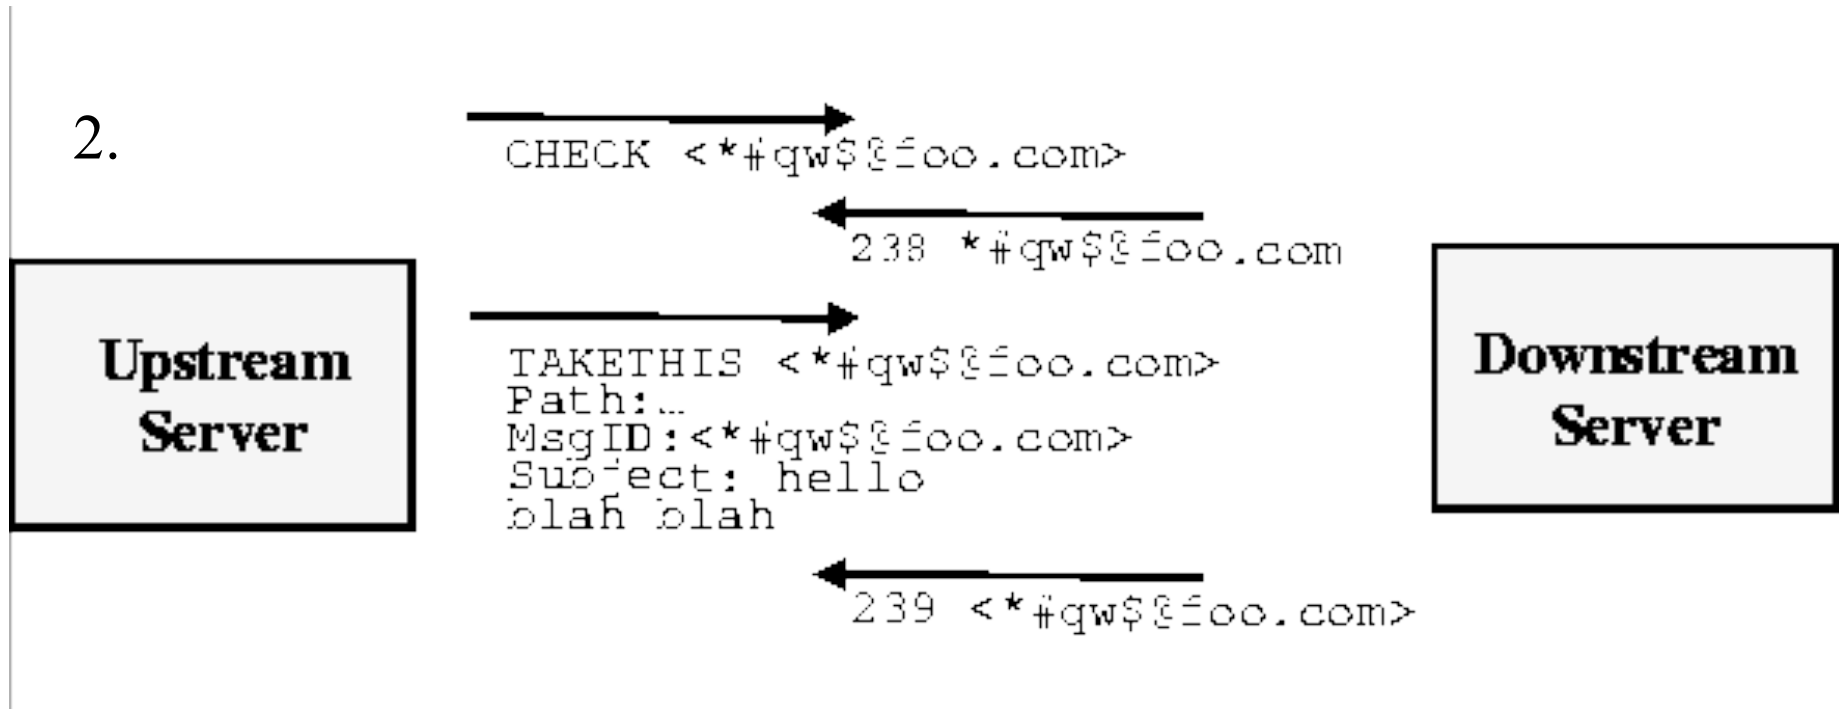 2.
CHECK <*#qw$@foo.com>
238 *#qw$@foo.com
Upstream
Server
TAKETHIS <*#qw$@foo.com>
Path:…
MsgID:<*#qw$@foo.com>
Subject: hello
blah blah
Downstream
Server
239 <*#qw$@foo.com>